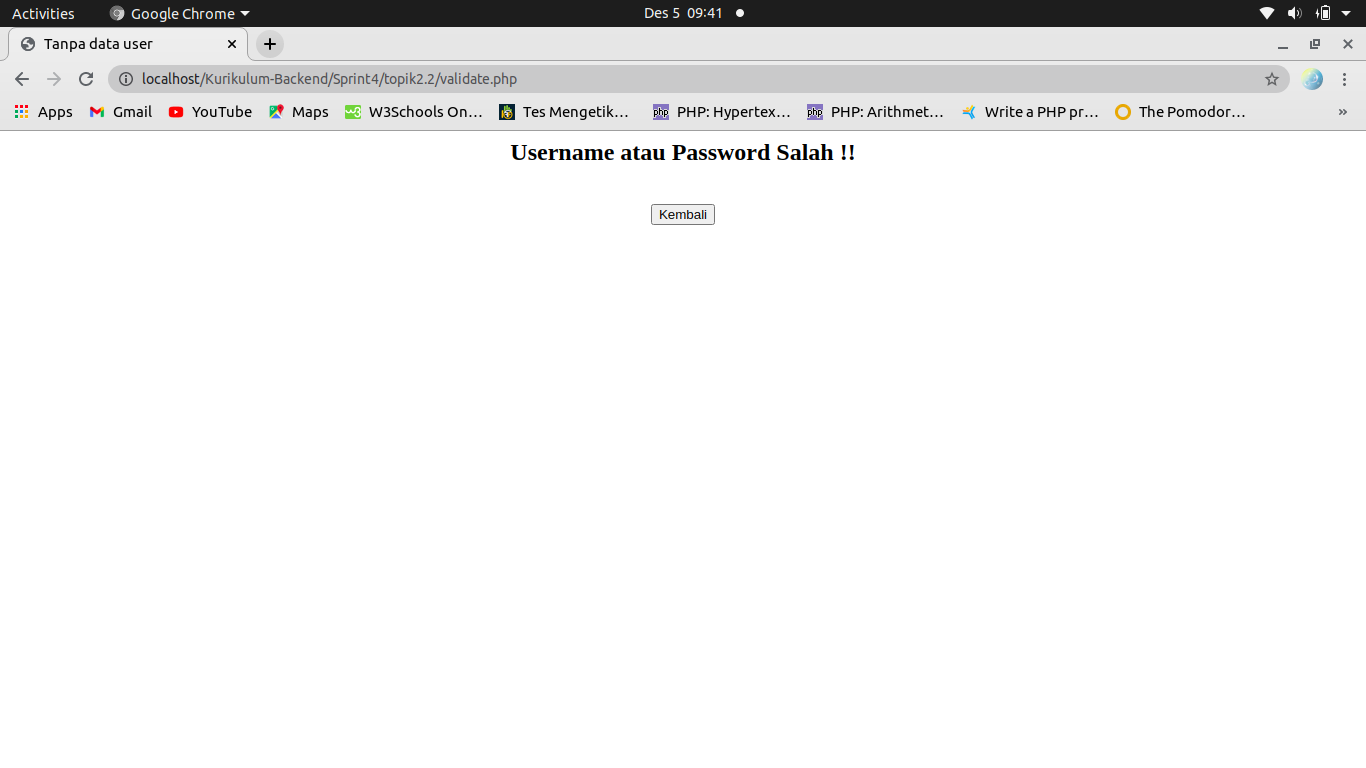 Activities Google Chrome Des 5 09:41
Tanpa data user
localhost/Kurikulum-Backend/Sprint4/topik2.2/validate.php
Apps Gmail YouTube Maps W3Schools On… Tes Mengetik… PHP: Hypertex… PHP: Arithmet… Write a PHP pr… The Pomodor… »
Username atau Password Salah !!
Kembali